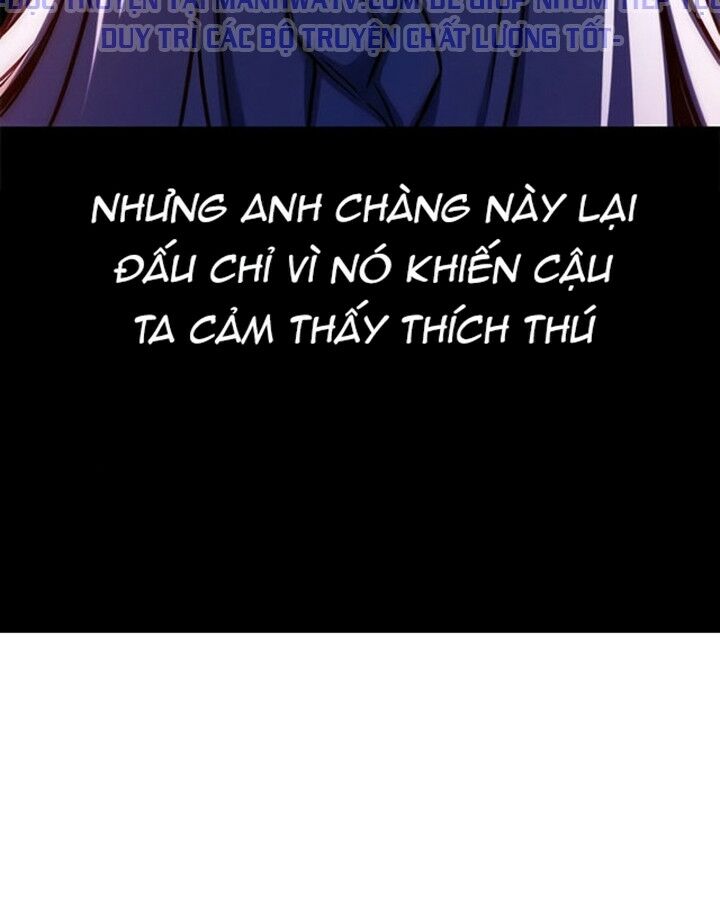 DUY TRÌ CÁC BỘ TRUYỆN CHẤT LƯỢNG TỐT-
NHƯNG ANH CHÀNG NÀY LẠI
ĐẤU CHỈ VÌ NÓ KHIẾN CẬU
TA CẢM THẤY THÍCH THÚ